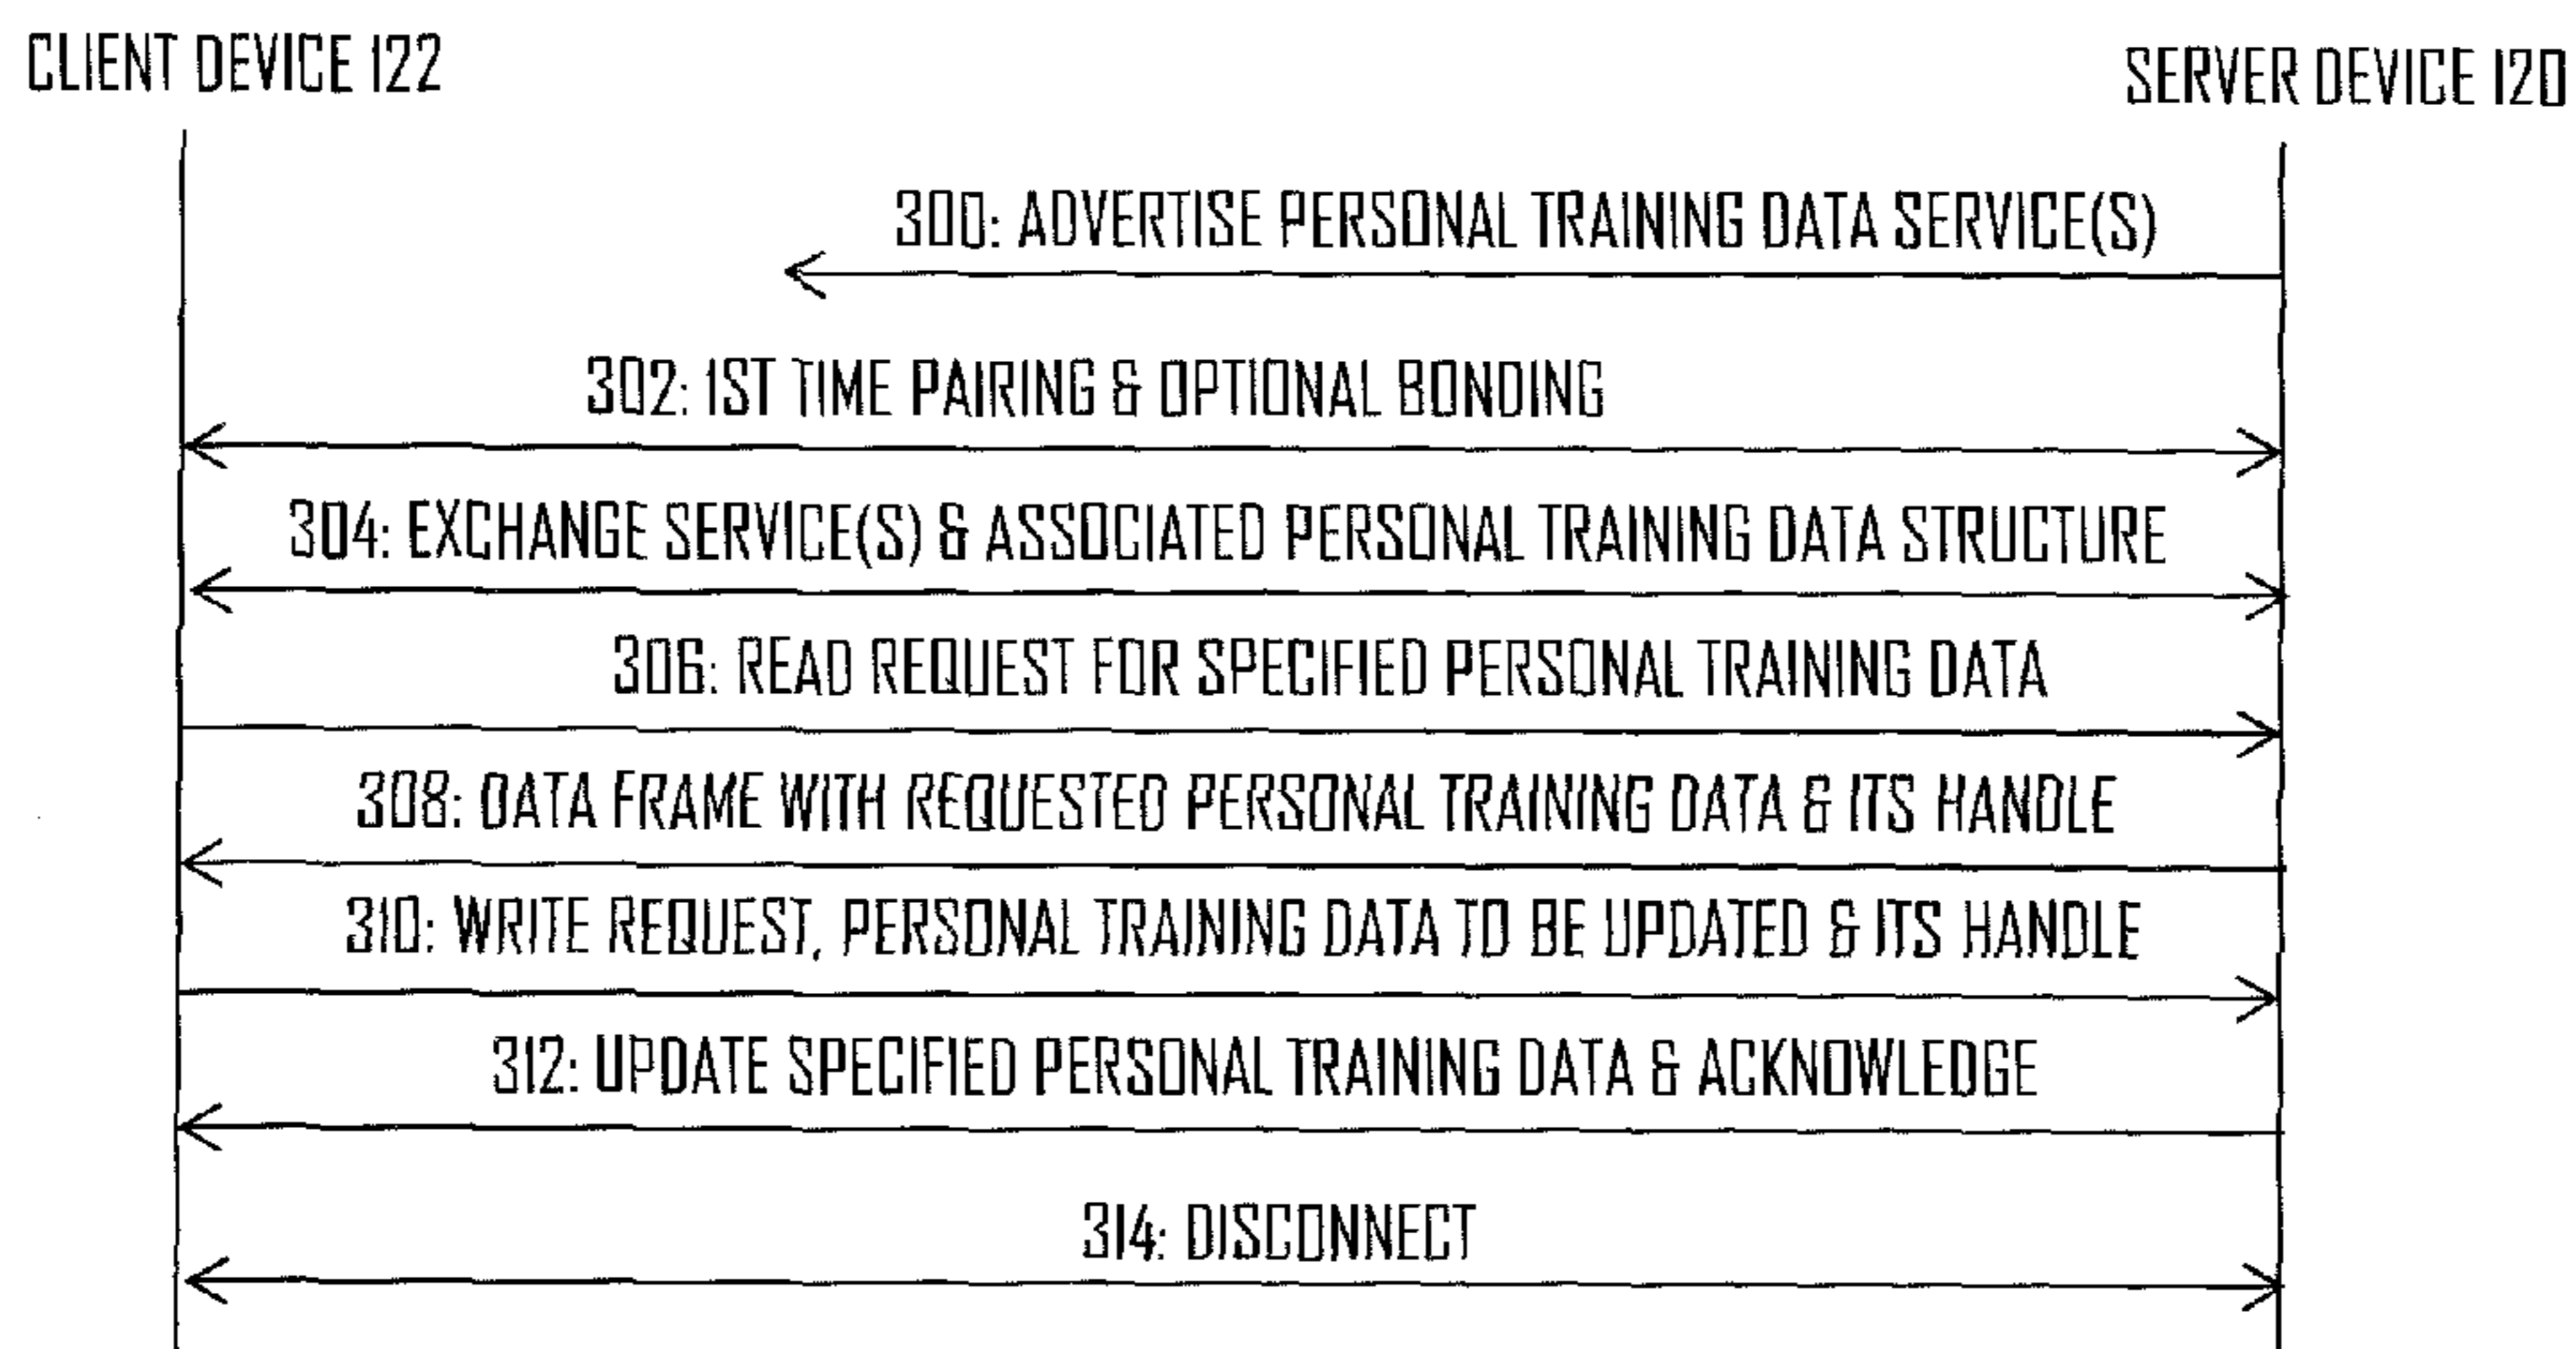 CLIENT DEVICE 122
SERVER DEVICE 120
300: ADVERTISE PERSONAL TRAINING DATA SERVICE(S)
302: 1ST TIME PAIRING & OPTIONAL BONDING
304: EXCHANGE SERVICE(S) & ASSOCIATED PERSONAL TRAINING DATA STRUCTURE
306: READ REQUEST FOR SPECIFIED PERSONAL TRAINING DATA
308: DATA FRAME WITH REQUESTED PERSONAL TRAINING DATA & ITS HANDLE
310: WRITE REQUEST, PERSONAL TRAINING DATA TO BE UPDATED & ITS HANDLE
312: UPDATE SPECIFIED PERSONAL TRAINING DATA & ACKNOWLEDGE
314: DISCONNECT